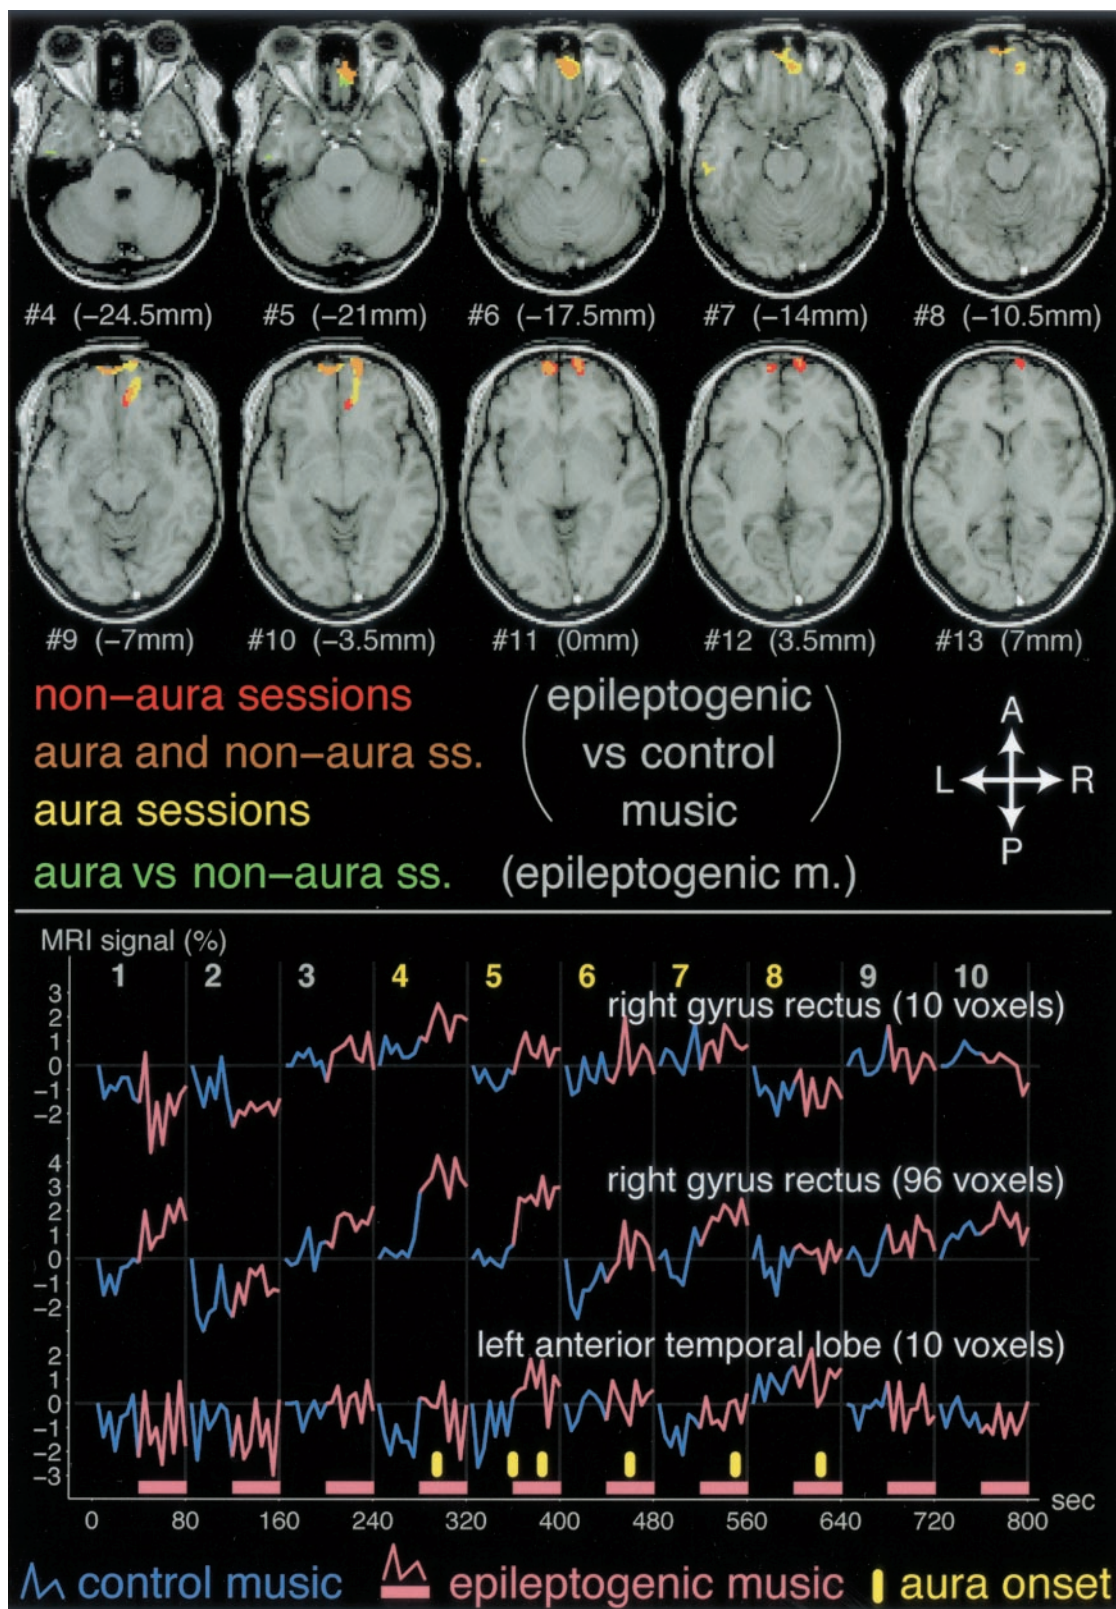 #4 (−24.5mm) #5 (−21mm) #6 (−17.5mm) #7 (−14mm) #8 (−10.5mm)
#9 (−7mm) #10 (−3.5mm) #11 (0mm) #12 (3.5mm) #13 (7mm)
non−aura sessions
aura and non−aura ss.
aura sessions
(epileptogenic
vs control
music)
aura vs non−aura ss. (epileptogenic m.)
A
L R
P
MRI signal (%)
1 2 3 4 5 6 7 8 9 10
right gyrus rectus (10 voxels)
3
2
1
0
−1
−2
right gyrus rectus (96 voxels)
4
3
2
1
0
−1
−2
left anterior temporal lobe (10 voxels)
2
1
0
−1
−2
−3
0 80 160 240 320 400 480 560 640 720 800 sec
control music epileptogenic music aura onset